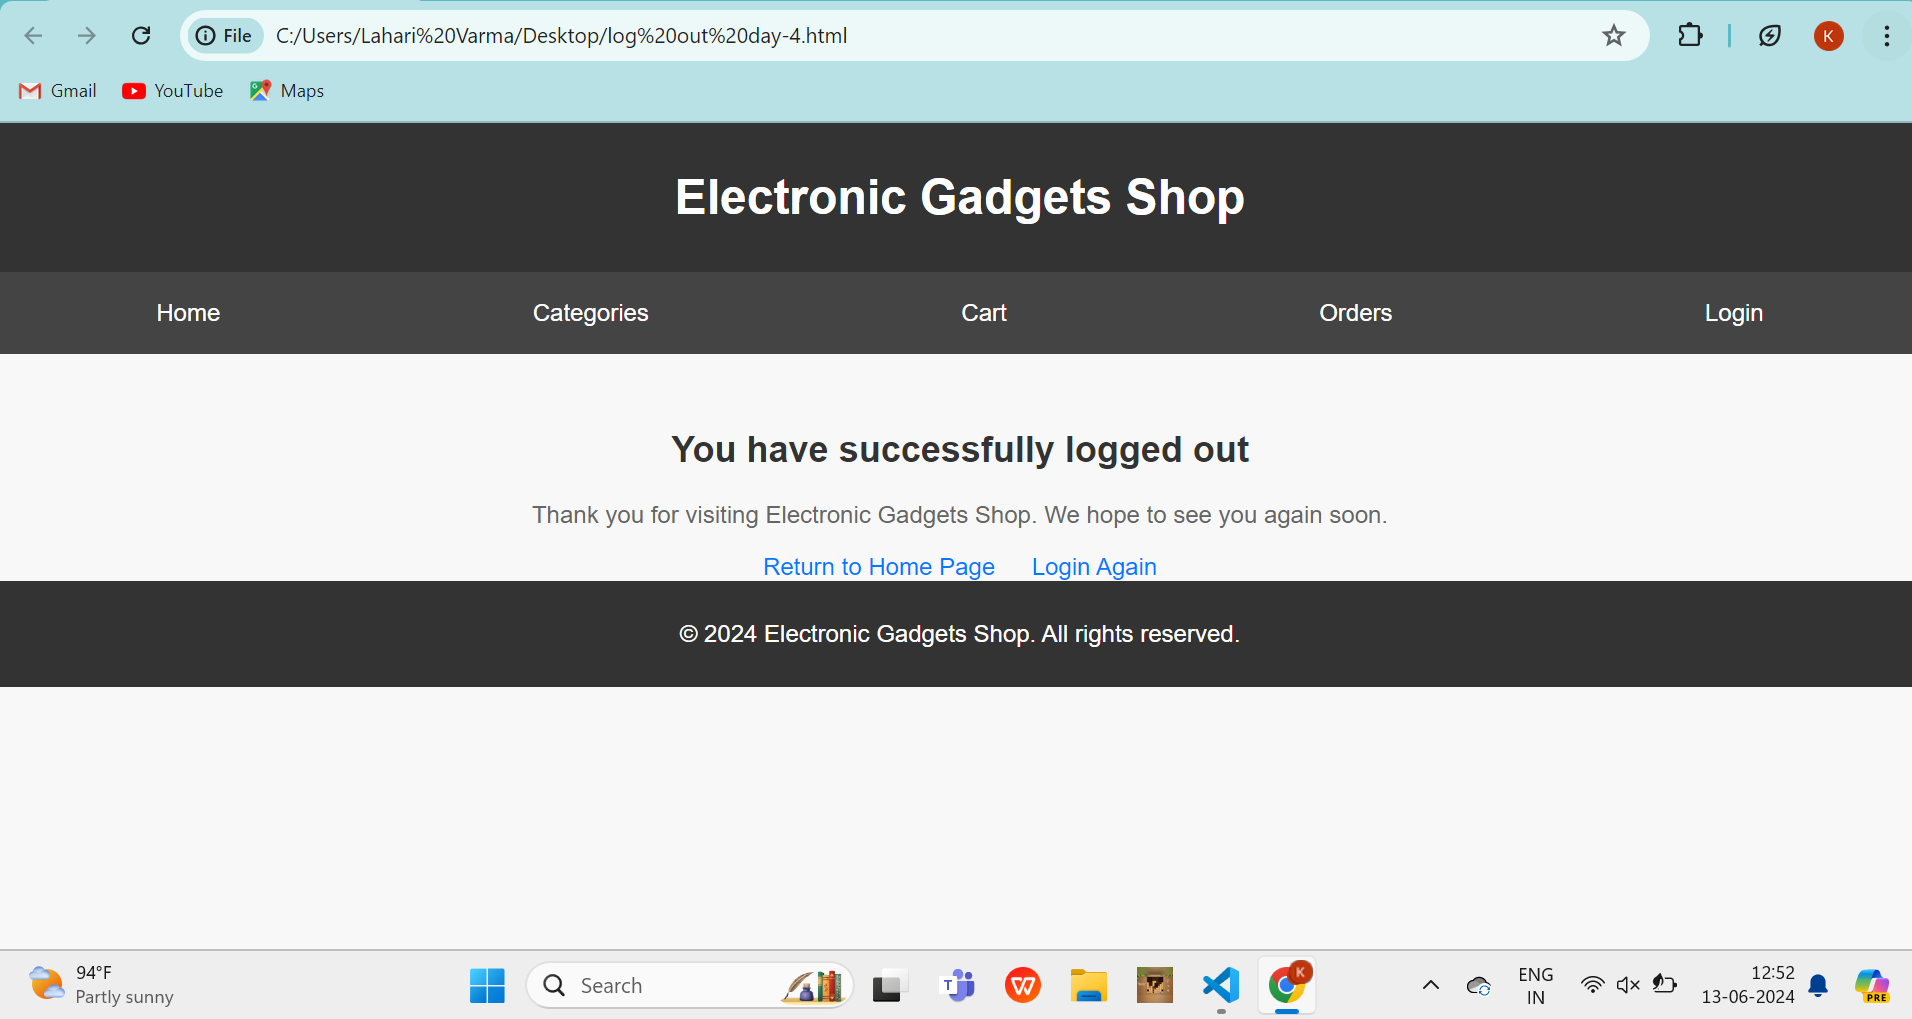 File C:/Users/Lahari%20Varma/Desktop/log%20out%20day-4.html
K
Gmail YouTube Maps
Electronic Gadgets Shop
Home Categories Cart Orders Login
You have successfully logged out
Thank you for visiting Electronic Gadgets Shop. We hope to see you again soon.
Return to Home Page Login Again
© 2024 Electronic Gadgets Shop. All rights reserved.
94°F
Partly sunny
Search
T
W
K
ENG
IN
12:52
13-06-2024
PRE